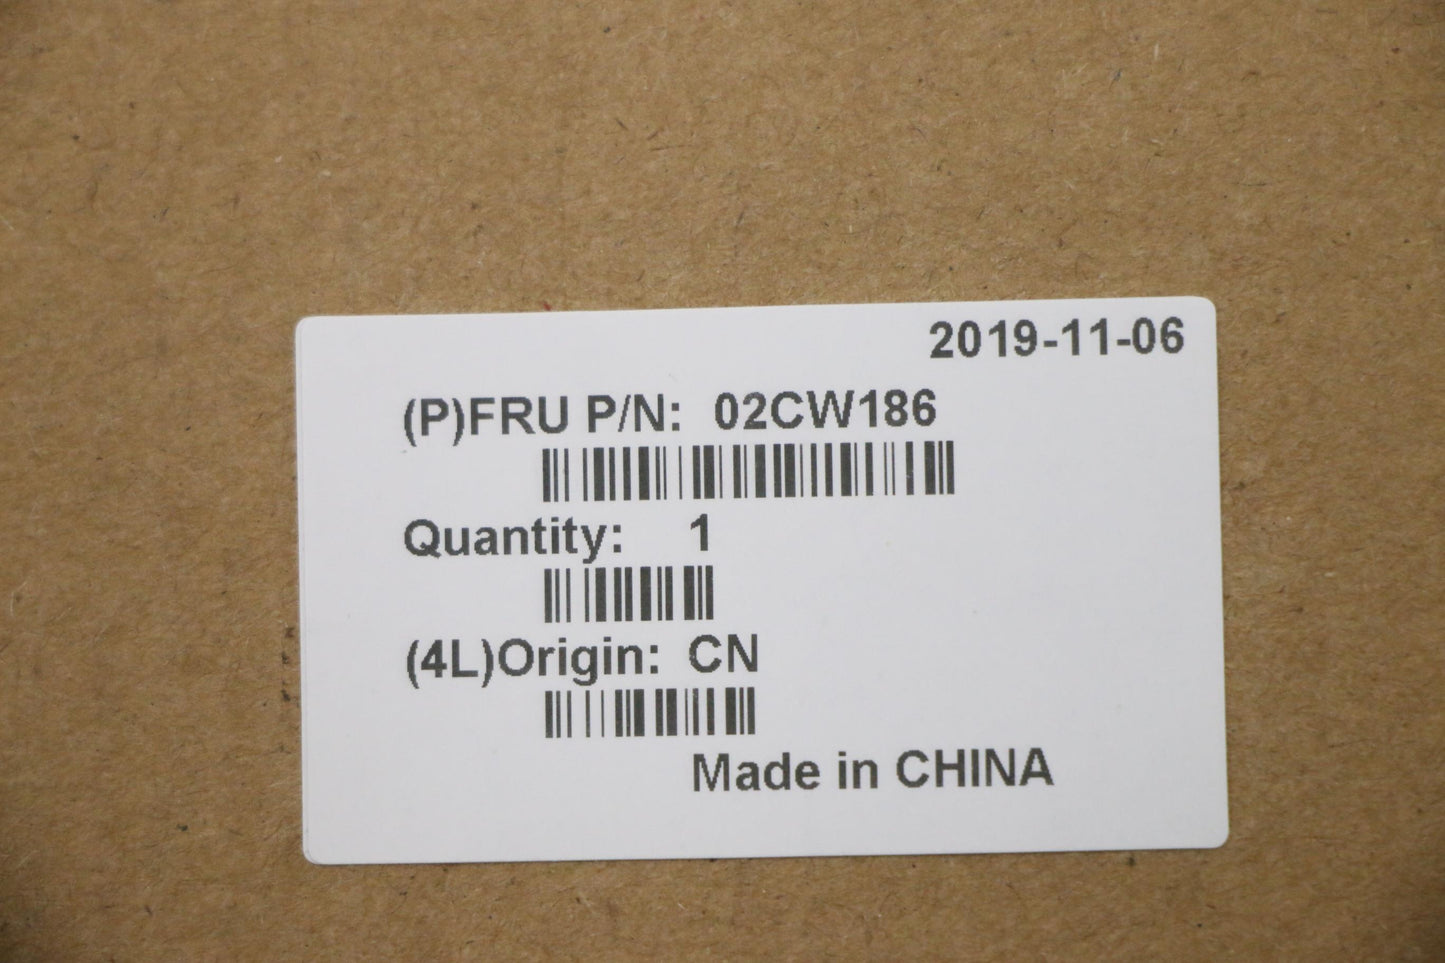 2019-11-06
(P)FRU P/N: 02CW186
Quantity: 1
(4L)Origin: CN
Made in CHINA